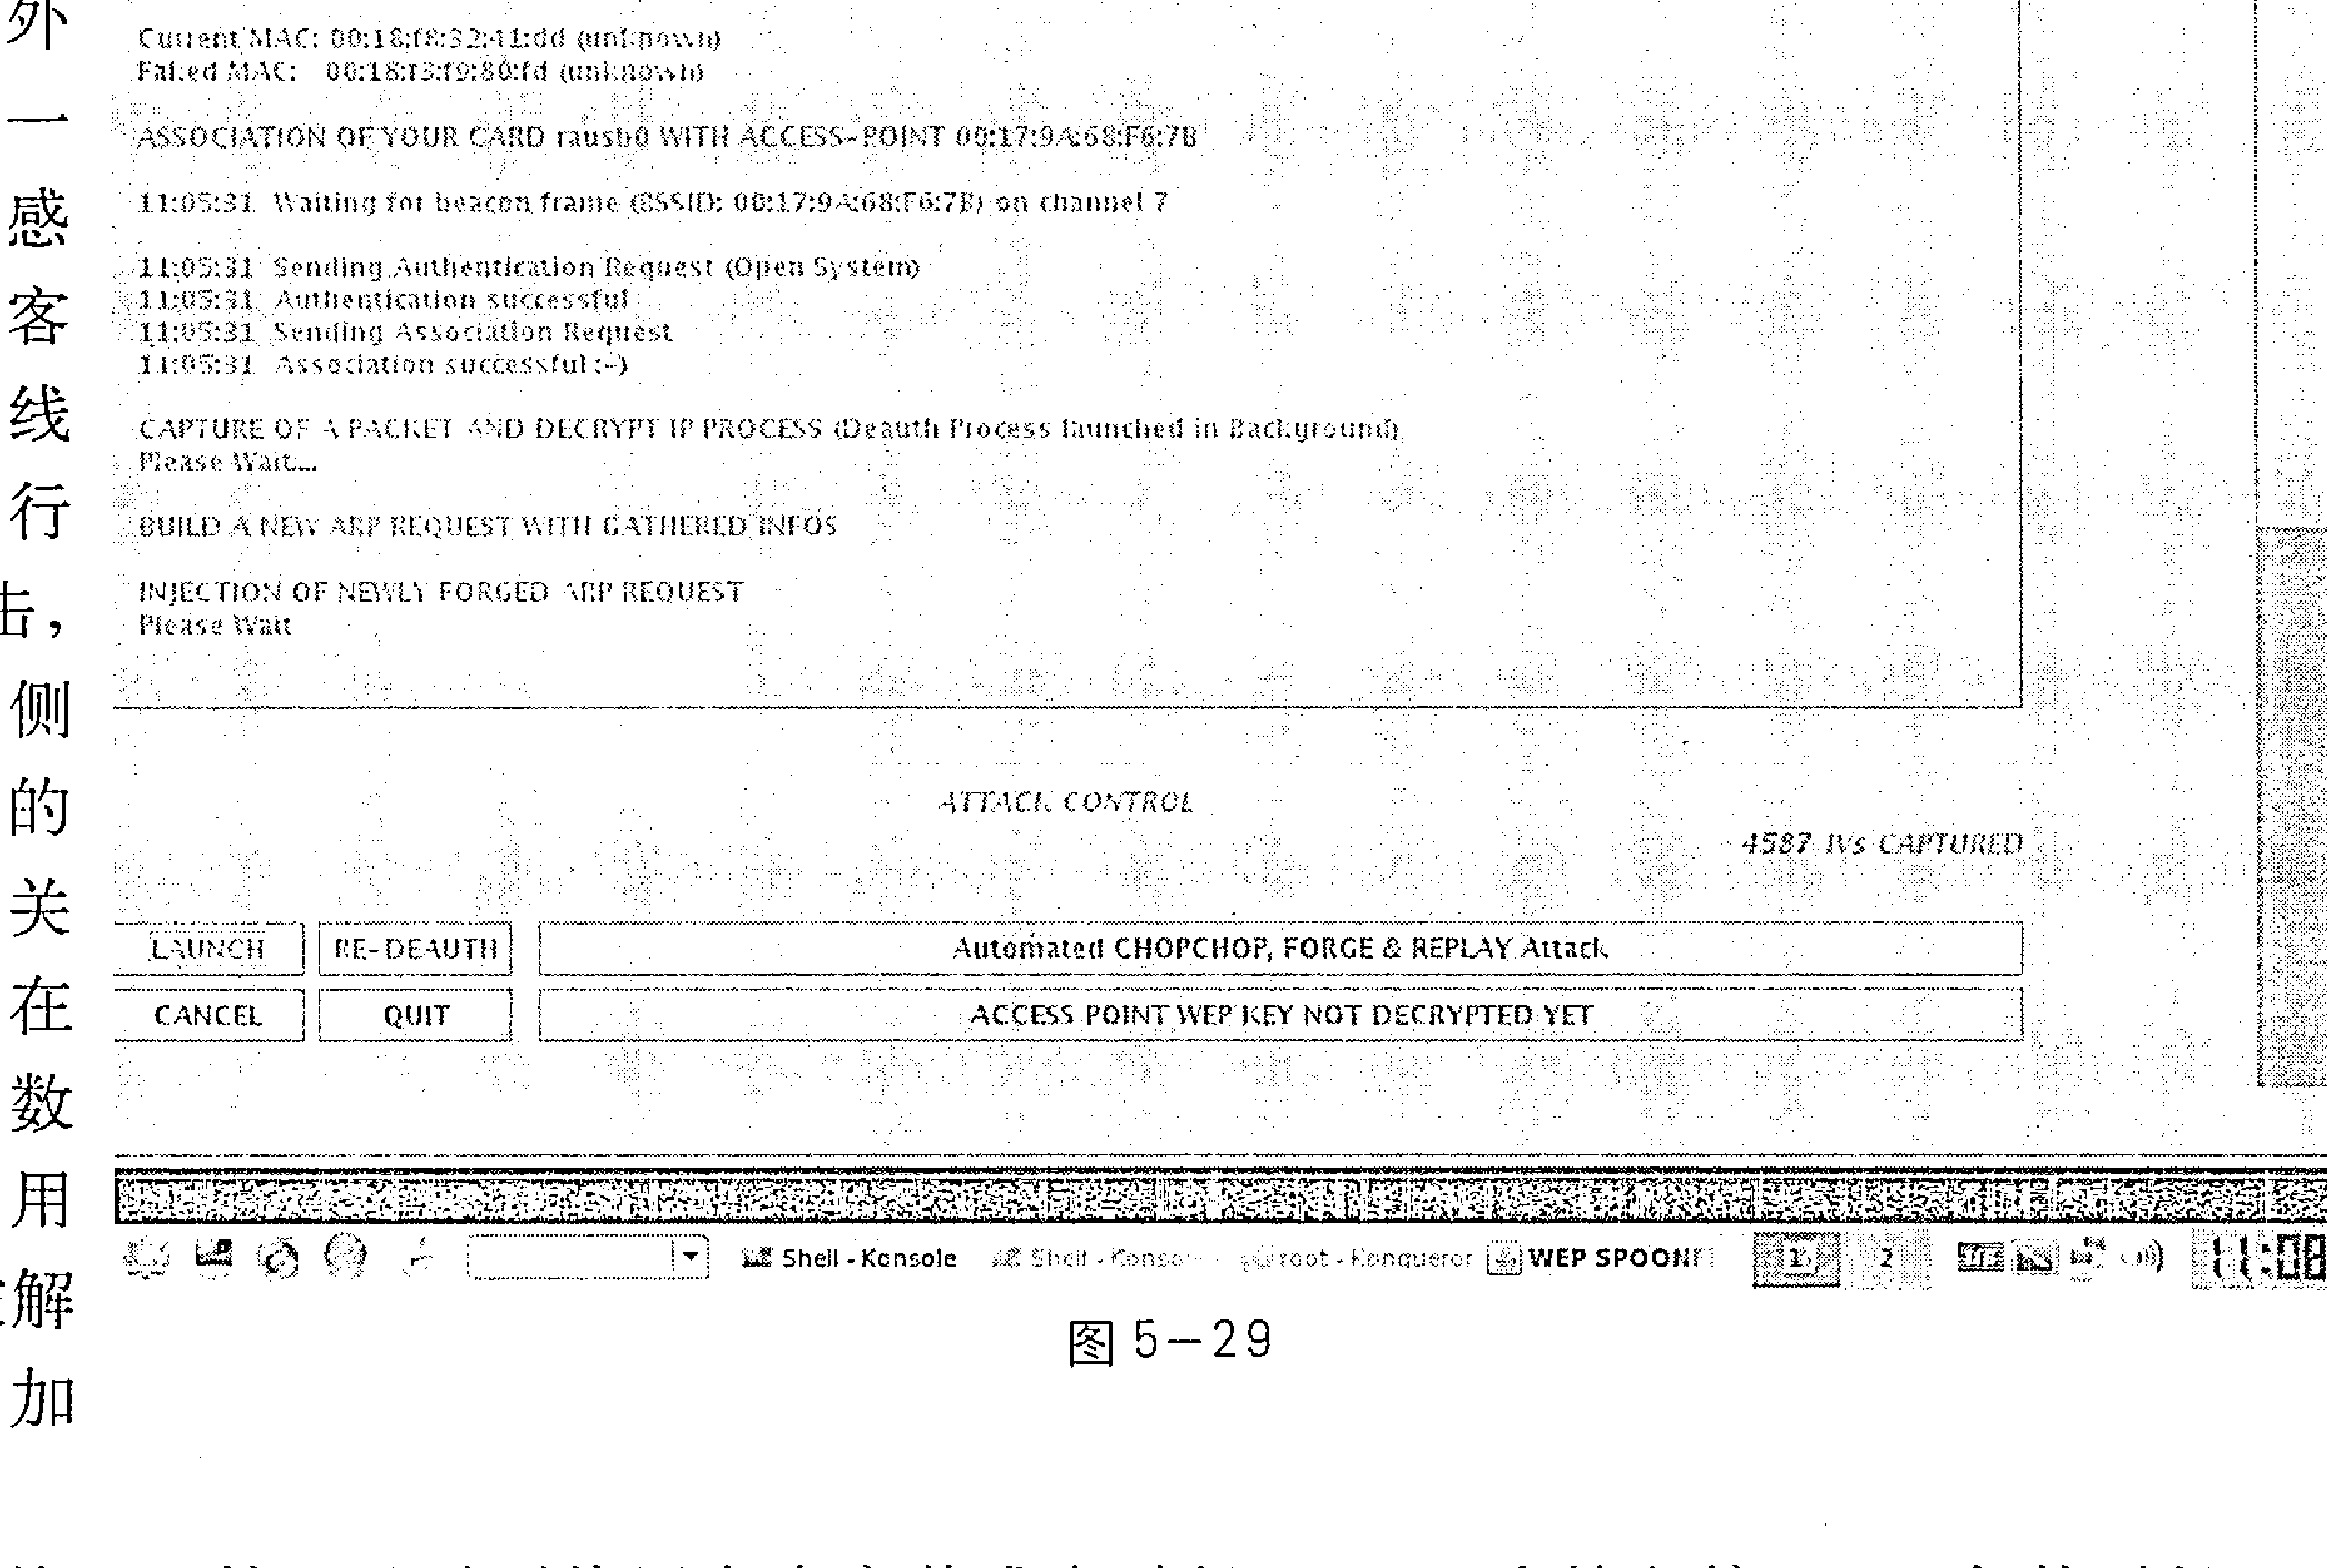 外
一
感
客
线
行
击，
侧
的
关
在
数
用
解
加
Current MAC: 00:18:f8:32:41:dd (unknown)
Faked MAC: 00:18:f3:f9:80:fd (unknown)
ASSOCIATION OF YOUR CARD rausb0 WITH ACCESS-POINT 00:17:9A:68:F6:7B
11:05:31 Waiting for beacon frame (BSSID: 00:17:9A:68:F6:7B) on channel 7
11:05:31 Sending Authentication Request (Open System)
11:05:31 Authentication successful
11:05:31 Sending Association Request
11:05:31 Association successful :-)
CAPTURE OF A PACKET AND DECRYPT IP PROCESS (Deauth Process launched in Background)
Please Wait...
BUILD A NEW ARP REQUEST WITH GATHERED INFOS
INJECTION OF NEWLY FORGED ARP REQUEST
Please Wait
ATTACK CONTROL
4587 IVs CAPTURED
LAUNCH RE-DEAUTH Automated CHOPCHOP, FORGE & REPLAY Attack
CANCEL QUIT ACCESS POINT WEP KEY NOT DECRYPTED YET
Shell - Konsole Shell - Konso root - Konqueror WEP SPOONF 1 2 11:08
图 5-29